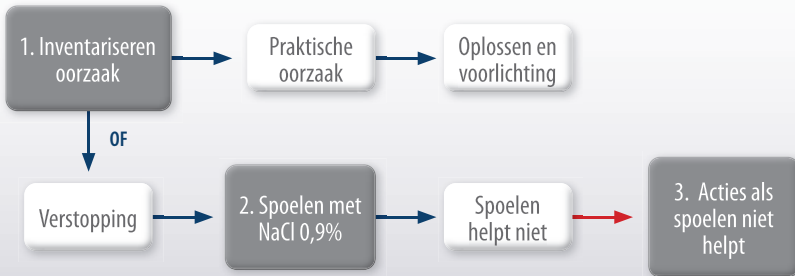 1. Inventariseren
oorzaak
Praktische
oorzaak
Oplossen en
voorlichting
OF
Verstopping
2. Spoelen met
NaCl 0,9%
Spoelen
helpt niet
3. Acties als
spoelen niet
helpt